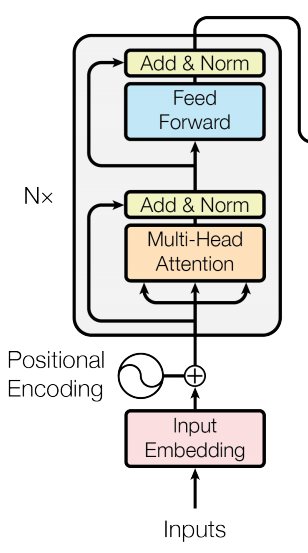 Add & Norm
Feed
Forward
N×
Add & Norm
Multi-Head
Attention
Positional
Encoding
Input
Embedding
Inputs